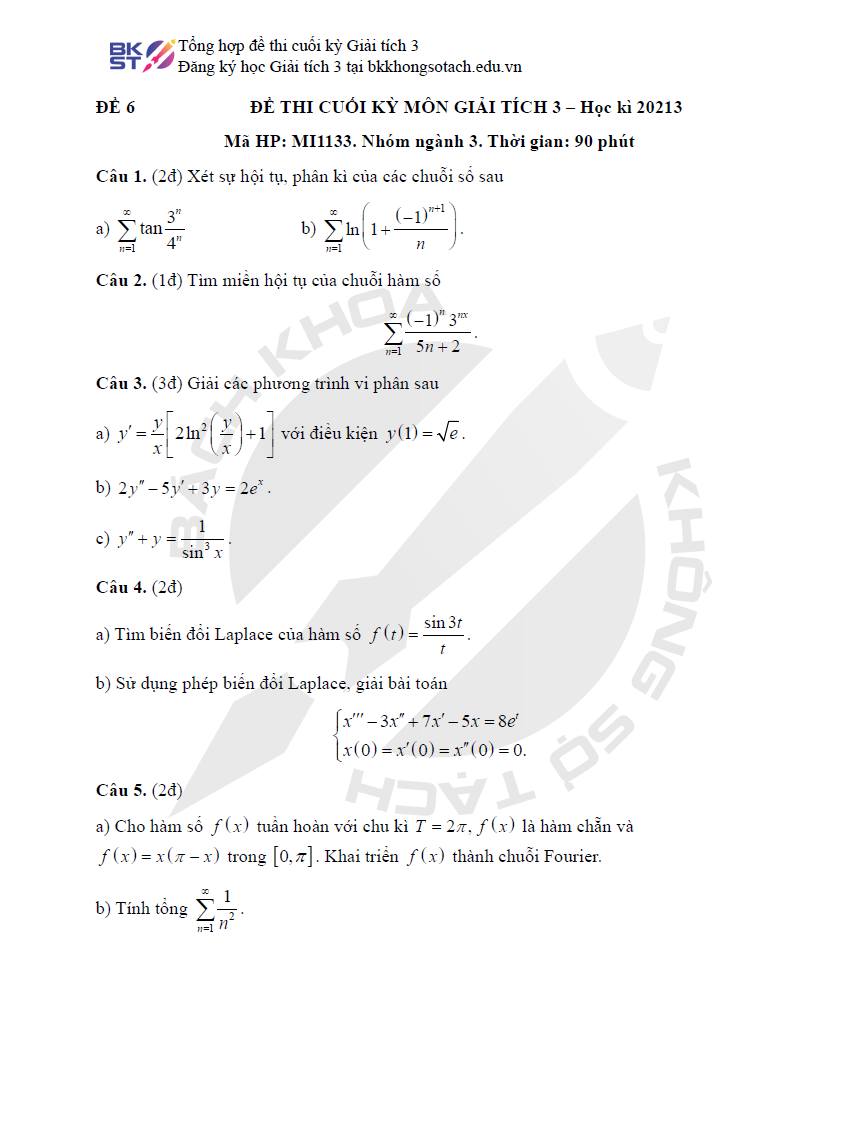 BK
ST
Tổng hợp đề thi cuối kỳ Giải tích 3
Đăng ký học Giải tích 3 tại bkkhongsotach.edu.vn
ĐỀ 6 ĐỀ THI CUỐI KỲ MÔN GIẢI TÍCH 3 – Học kì 20213
Mã HP: MI1133. Nhóm ngành 3. Thời gian: 90 phút
Câu 1. (2đ) Xét sự hội tụ, phân kì của các chuỗi số sau
a) $\sum_{n=1}^{\infty} \tan \frac{3^n}{4^n}$ b) $\sum_{n=1}^{\infty} \ln\left(1+\frac{(-1)^{n+1}}{n}\right)$.
Câu 2. (1đ) Tìm miền hội tụ của chuỗi hàm số
$\sum_{n=1}^{\infty} \frac{(-1)^n 3^{nx}}{5n+2}$.
Câu 3. (3đ) Giải các phương trình vi phân sau
a) $y' = \frac{y}{x}\left[2\ln^2\left(\frac{y}{x}\right)+1\right]$ với điều kiện $y(1) = \sqrt{e}$.
b) $2y'' - 5y' + 3y = 2e^x$.
c) $y'' + y = \frac{1}{\sin^3 x}$.
Câu 4. (2đ)
a) Tìm biến đổi Laplace của hàm số $f(t) = \frac{\sin 3t}{t}$.
b) Sử dụng phép biến đổi Laplace, giải bài toán
$\begin{cases} x''' - 3x'' + 7x' - 5x = 8e^t \\ x(0) = x'(0) = x''(0) = 0. \end{cases}$
Câu 5. (2đ)
a) Cho hàm số $f(x)$ tuần hoàn với chu kì $T = 2\pi$, $f(x)$ là hàm chẵn và
$f(x) = x(\pi - x)$ trong $[0, \pi]$. Khai triển $f(x)$ thành chuỗi Fourier.
b) Tính tổng $\sum_{n=1}^{\infty} \frac{1}{n^2}$.
BÁCH KHOA
KHÔNG SỢ TẠCH